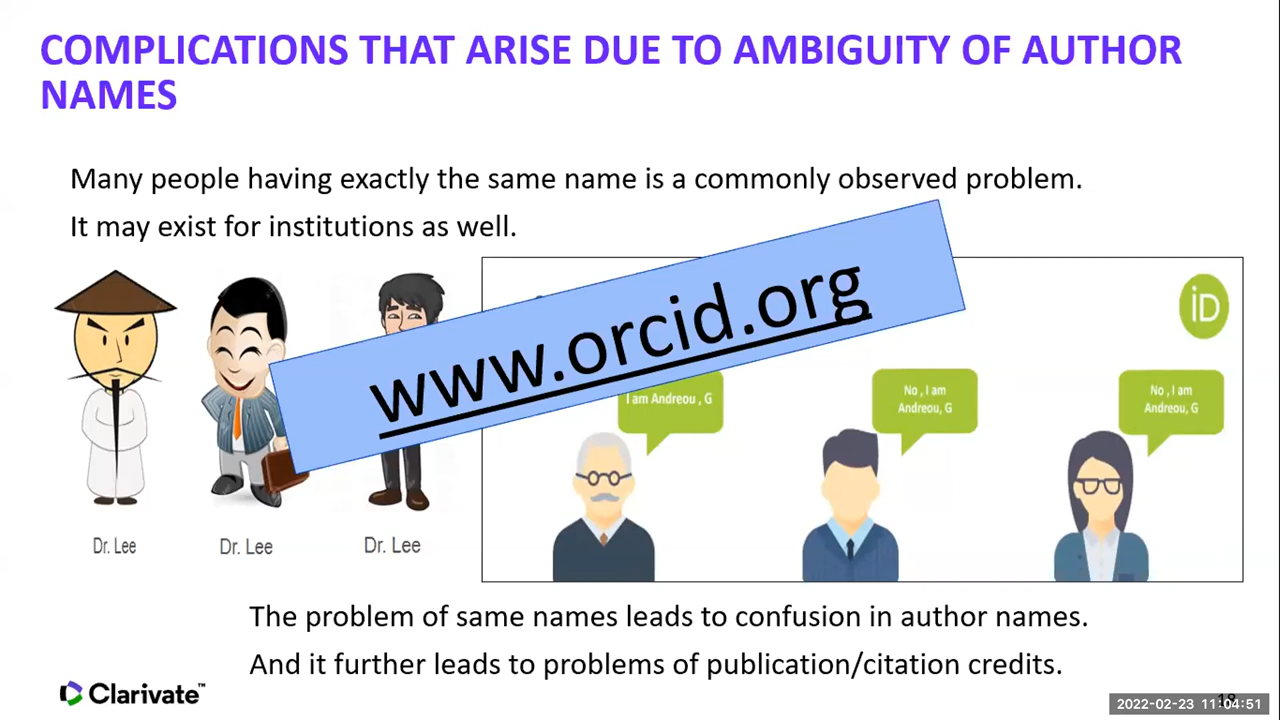 COMPLICATIONS THAT ARISE DUE TO AMBIGUITY OF AUTHOR
NAMES
Many people having exactly the same name is a commonly observed problem.
It may exist for institutions as well.
www.orcid.org
iD
I am Andreou , G
No , I am
Andreou, G
No , I am
Andreou, G
Dr. Lee
Dr. Lee
Dr. Lee
The problem of same names leads to confusion in author names.
And it further leads to problems of publication/citation credits.
Clarivate™
2022-02-23 11:04:51